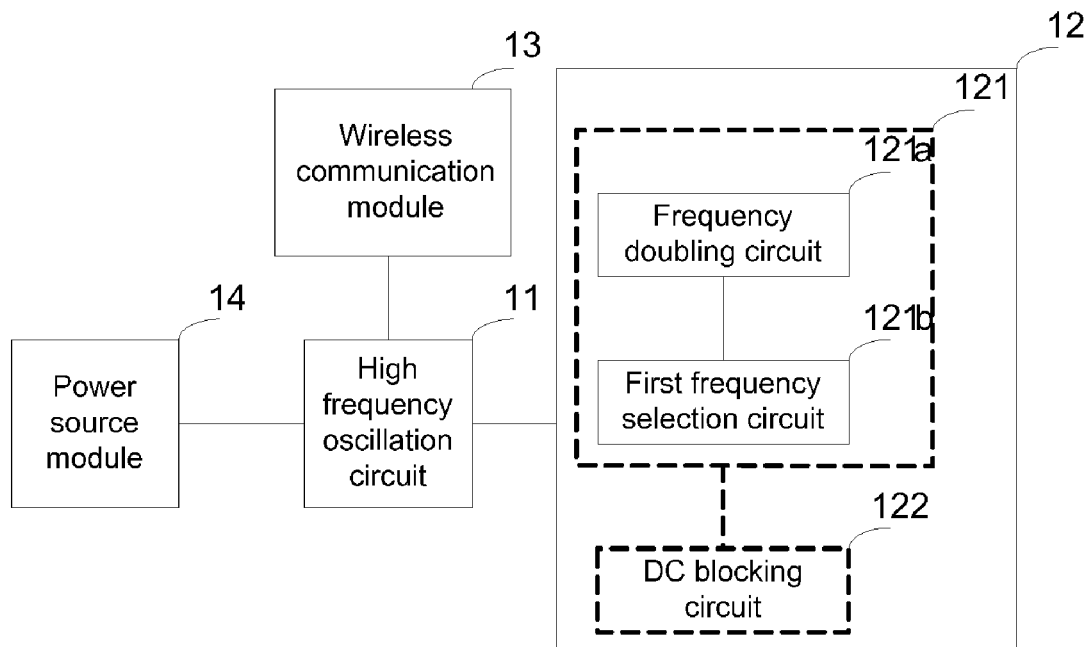 12
13
121
Wireless
communication
module
121a
Frequency
doubling circuit
14
11
121b
Power
source
module
High
frequency
oscillation
circuit
First frequency
selection circuit
122
DC blocking
circuit